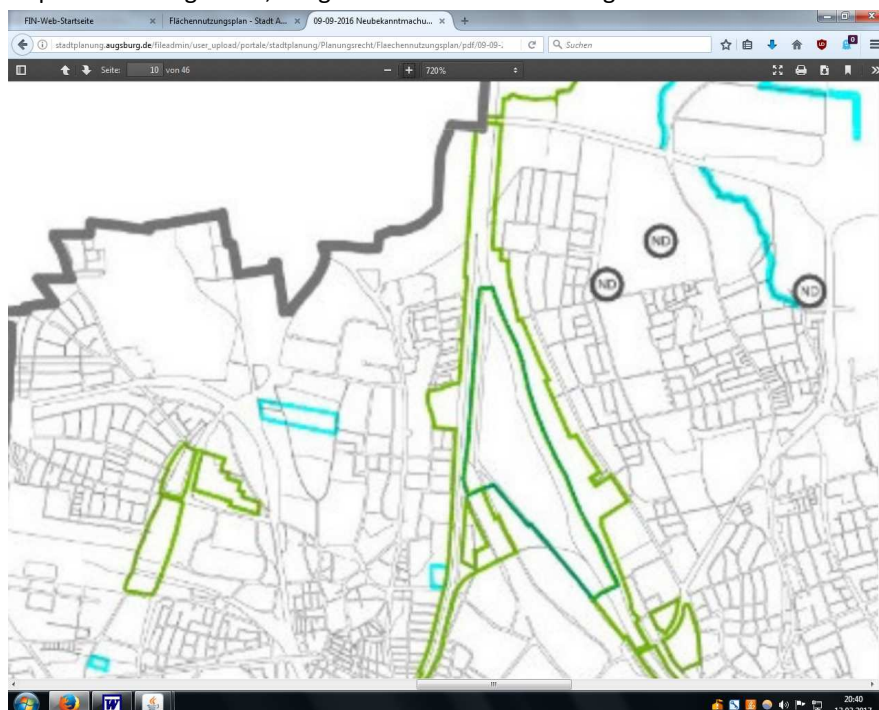 FIN-Web-Startseite × Flächennutzungsplan - Stadt A... × 09-09-2016 Neubekanntmachu... × +
stadtplanung.augsburg.de/fileadmin/user_upload/portale/stadtplanung/Planungsrecht/Flaechennutzungsplan/pdf/09-09-: Suchen
Seite: 10 von 46 − + 720%
ND
ND
ND
20:40